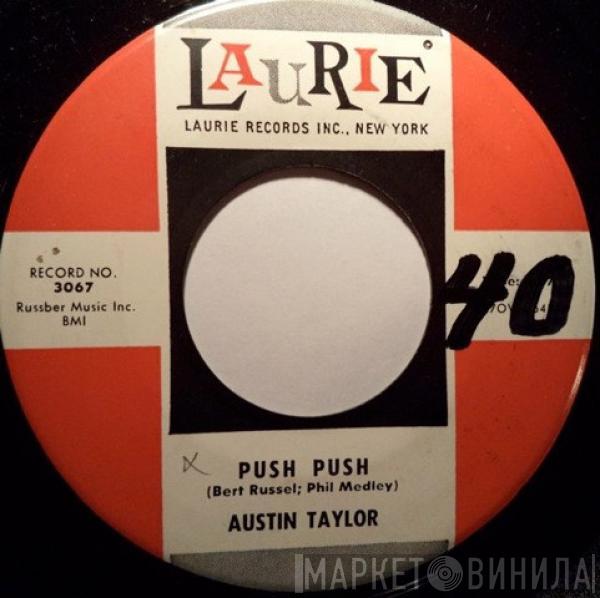 LAURIE
LAURIE RECORDS INC., NEW YORK
RECORD NO.
3067
Russber Music Inc.
BMI
40
PUSH PUSH
(Bert Russel; Phil Medley)
AUSTIN TAYLOR
МАРКЕТ ВИНИЛА